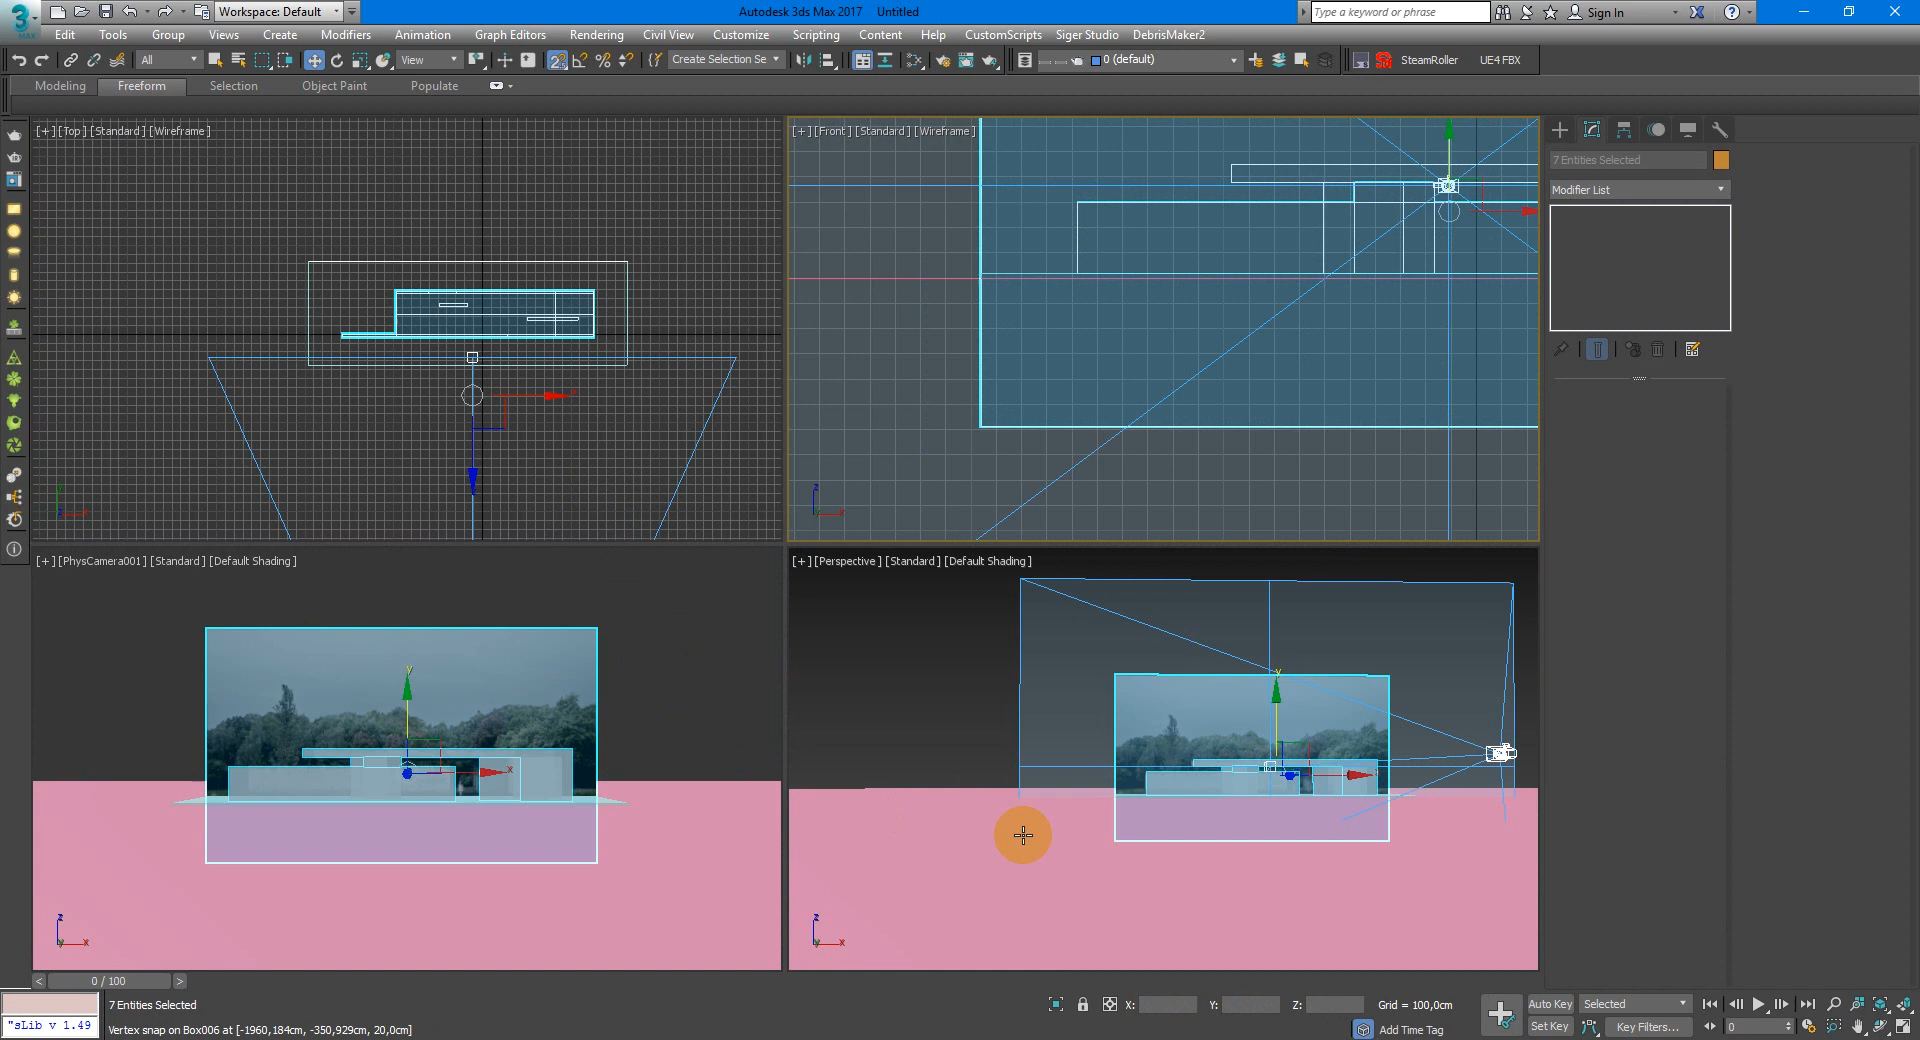 Workspace: Default
Autodesk 3ds Max 2017 Untitled
Type a keyword or phrase
Sign In
3
MAX
Edit Tools Group Views Create Modifiers Animation Graph Editors Rendering Civil View Customize Scripting Content Help CustomScripts Siger Studio DebrisMaker2
All
View
Create Selection Se
0 (default)
SteamRoller
UE4 FBX
Modeling Freeform Selection Object Paint Populate
[+] [Top] [Standard] [Wireframe]
[+] [Front] [Standard] [Wireframe]
7 Entities Selected
Modifier List
z
x
[+] [PhysCamera001] [Standard] [Default Shading]
[+] [Perspective] [Standard] [Default Shading]
y
x
y
z
y
x
z
y
x
< 0 / 100 >
7 Entities Selected
X: Y: Z: Grid = 100,0cm
Auto Key Selected
"sLib v 1.49
Vertex snap on Box006 at [-1960,184cm, -350,929cm, 20,0cm]
Add Time Tag
Set Key Key Filters... 0